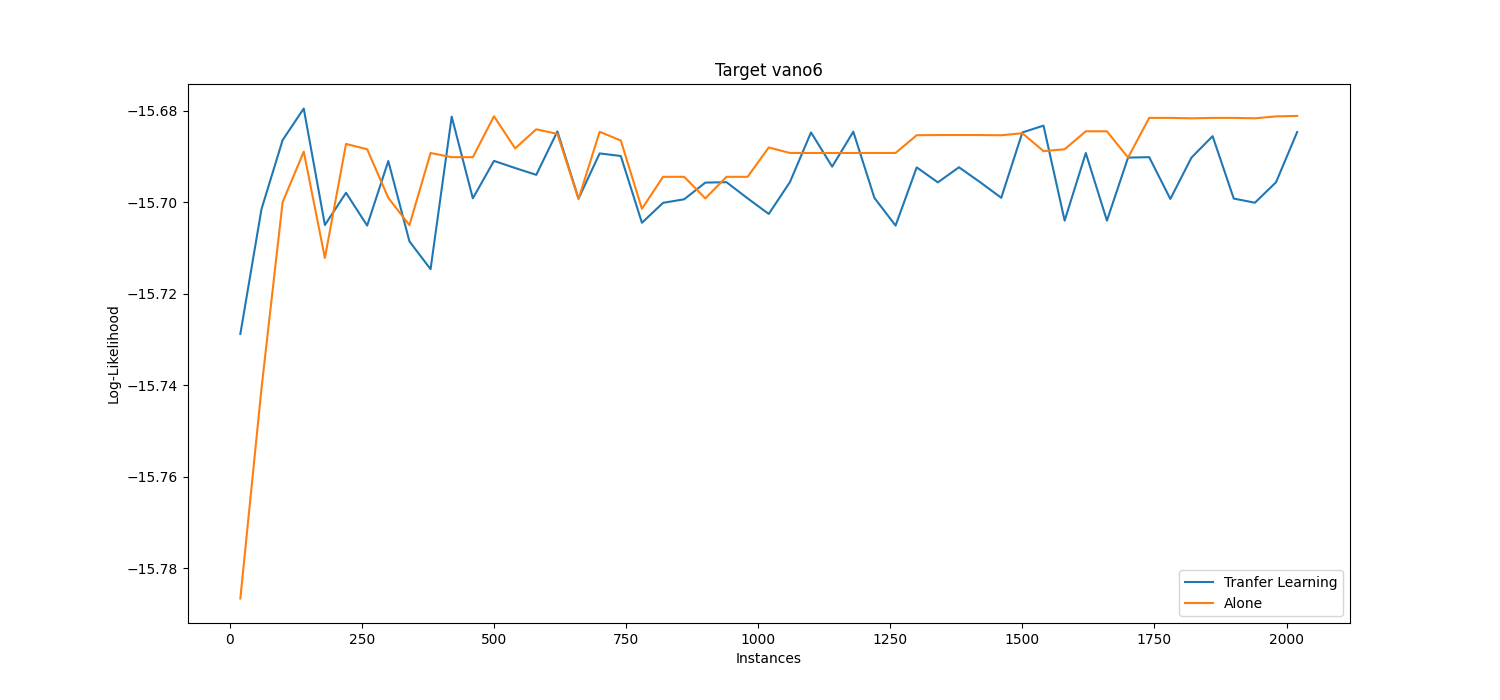 Target vano6
−15.68
−15.70
−15.72
−15.74
−15.76
−15.78
Log-Likelihood
0 250 500 750 1000 1250 1500 1750 2000
Instances
Tranfer Learning
Alone